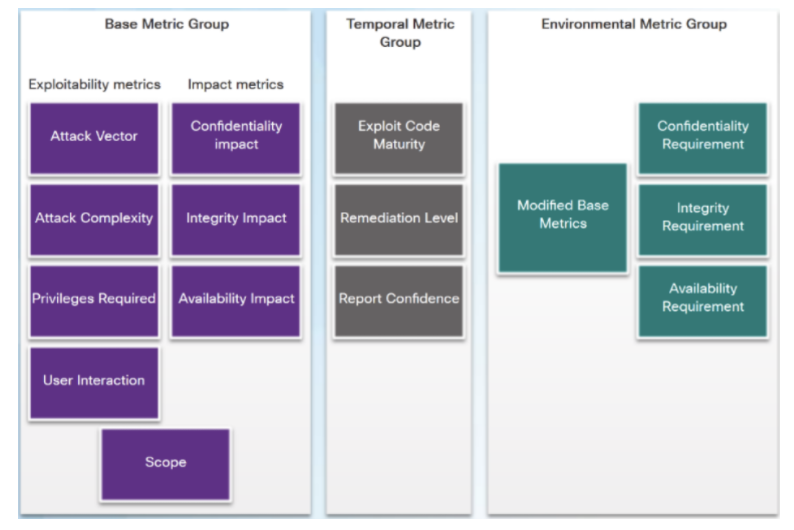 Base Metric Group
Exploitability metrics
Impact metrics
Attack Vector
Confidentiality
impact
Attack Complexity
Integrity Impact
Privileges Required
Availability Impact
User Interaction
Scope
Temporal Metric
Group
Exploit Code
Maturity
Remediation Level
Report Confidence
Environmental Metric Group
Modified Base
Metrics
Confidentiality
Requirement
Integrity
Requirement
Availability
Requirement